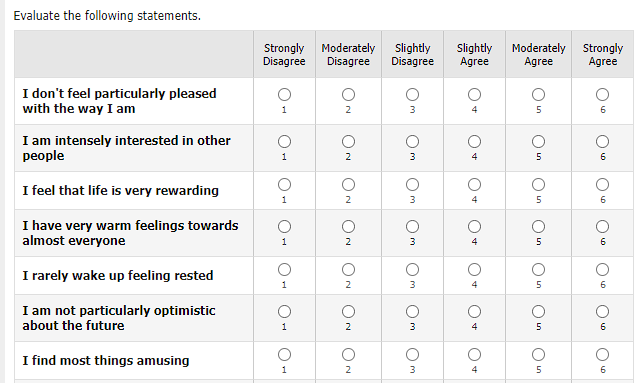 Evaluate the following statements.
Strongly Disagree Moderately Disagree Slightly Disagree Slightly Agree Moderately Agree Strongly Agree
I don't feel particularly pleased
with the way I am
1 2 3 4 5 6
I am intensely interested in other
people
1 2 3 4 5 6
I feel that life is very rewarding
1 2 3 4 5 6
I have very warm feelings towards
almost everyone
1 2 3 4 5 6
I rarely wake up feeling rested
1 2 3 4 5 6
I am not particularly optimistic
about the future
1 2 3 4 5 6
I find most things amusing
1 2 3 4 5 6